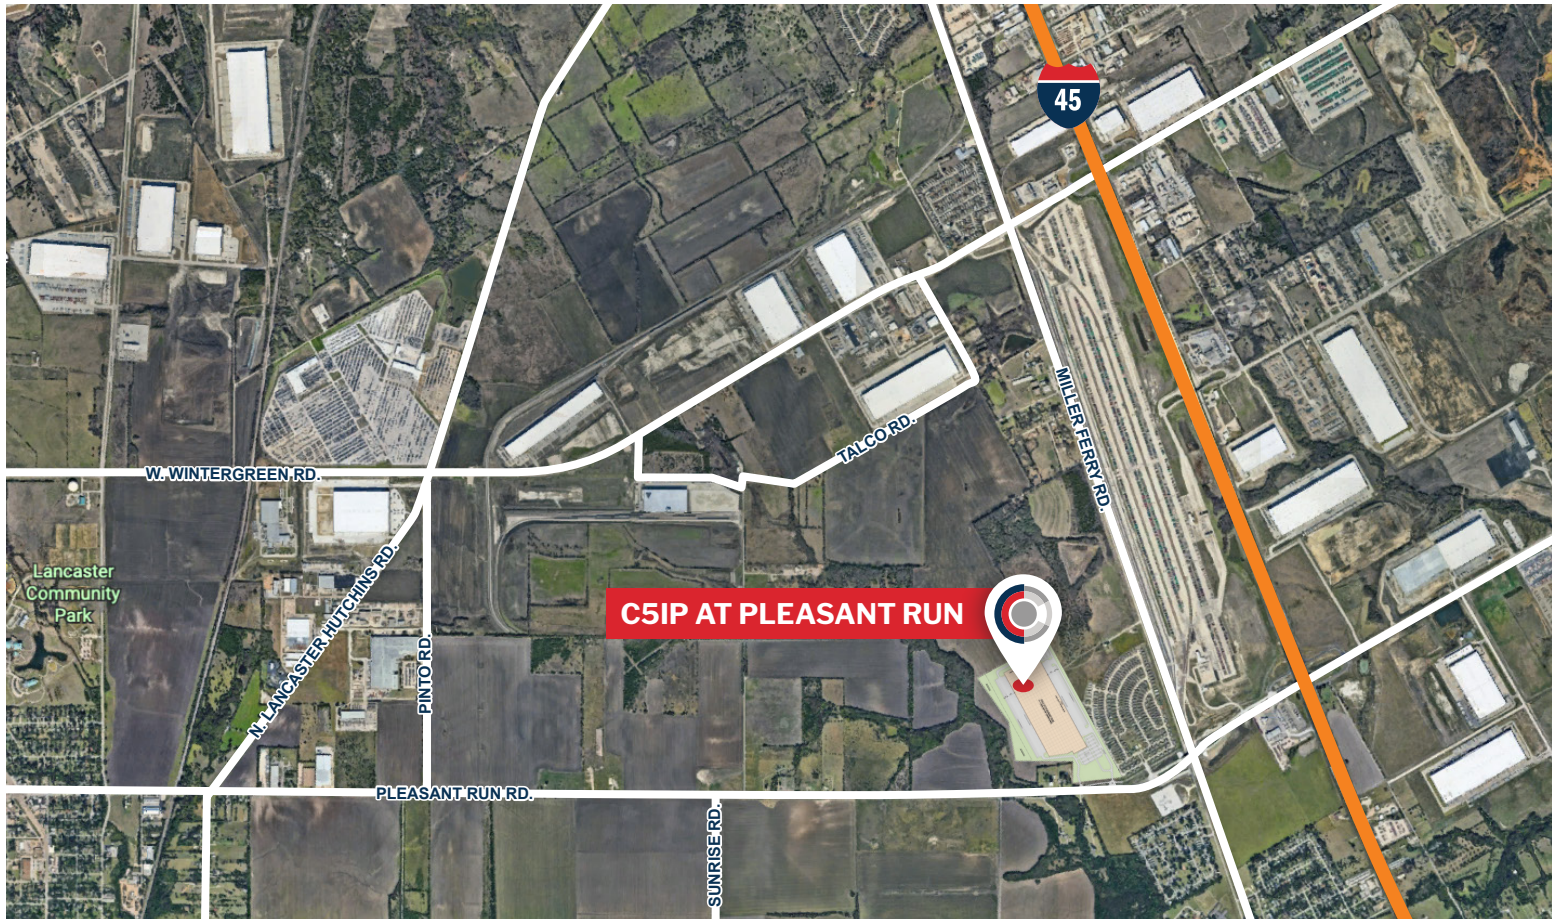 45
MILLER FERRY RD.
TALCO RD.
W. WINTERGREEN RD.
Lancaster
Community
Park
N. LANCASTER HUTCHINS RD.
PINTO RD.
C5IP AT PLEASANT RUN
PLEASANT RUN RD.
SUNRISE RD.